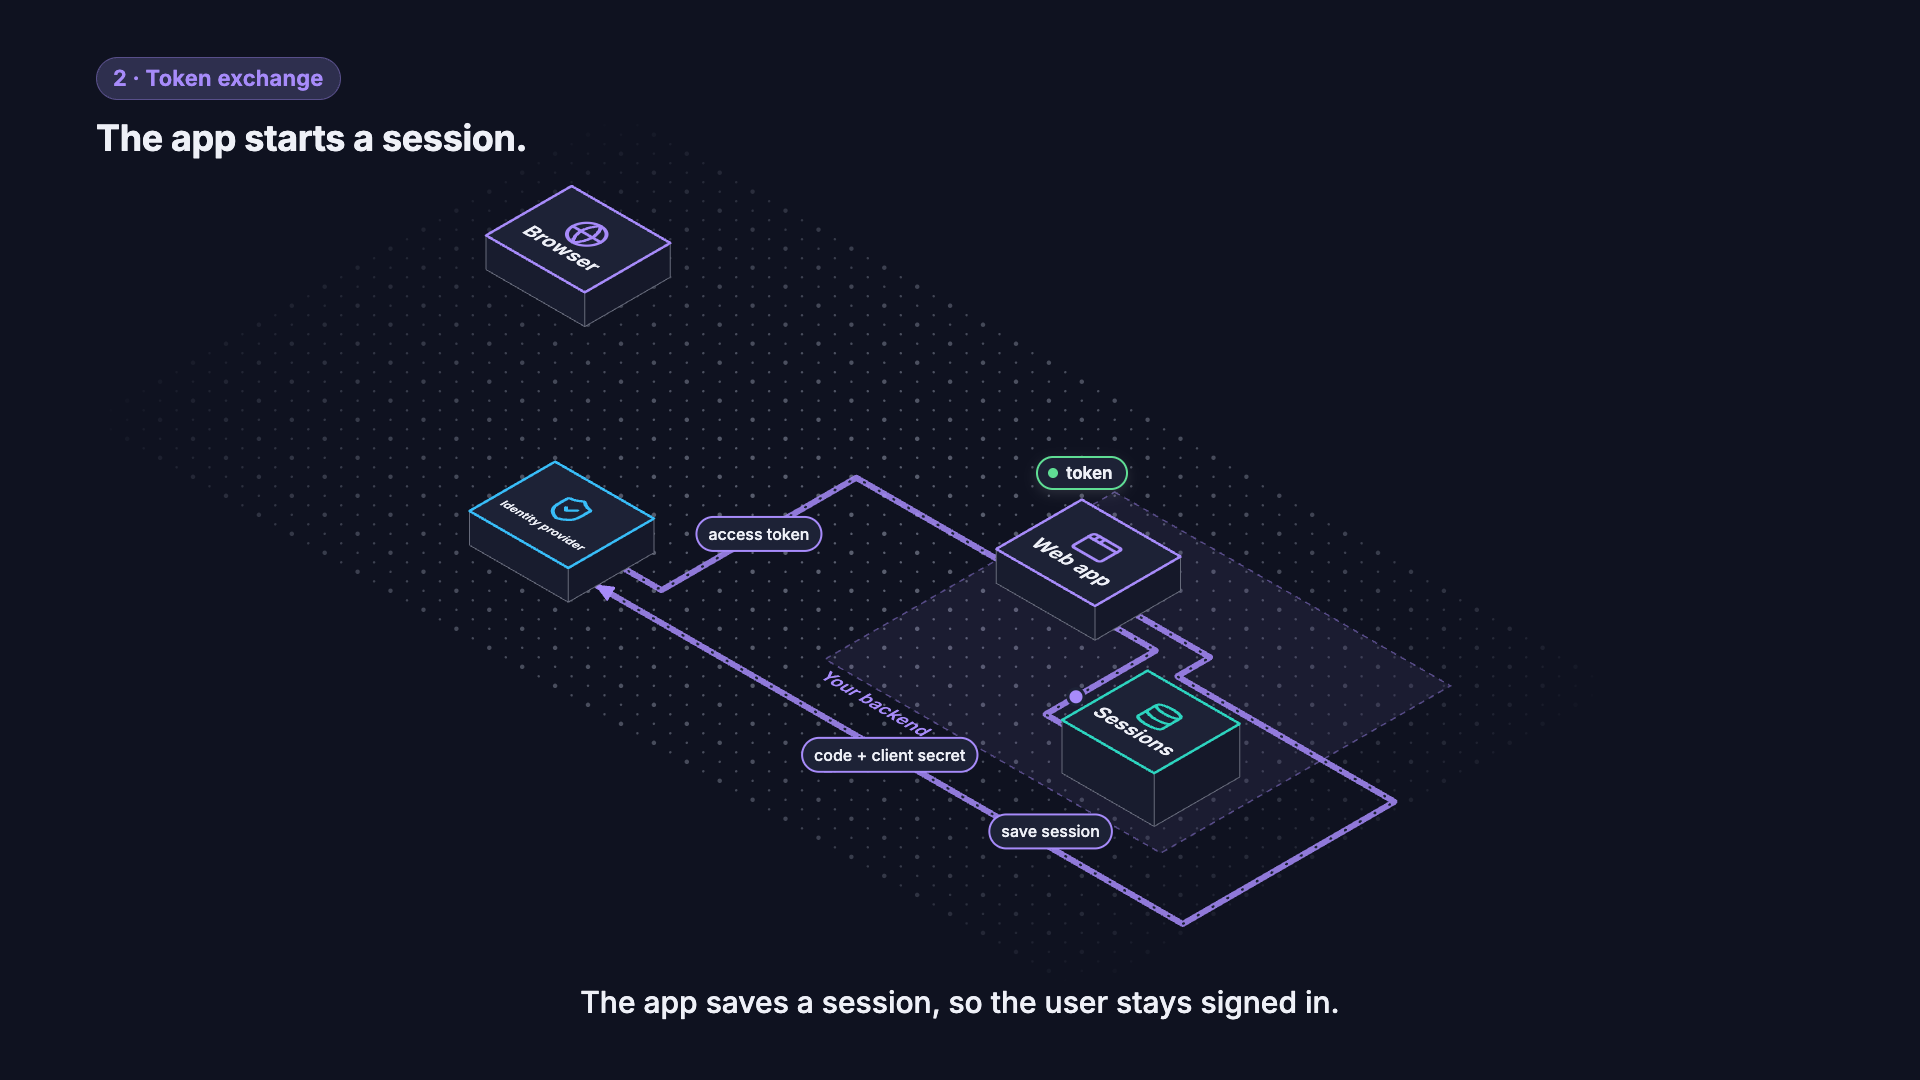 2 · Token exchange
The app starts a session.
Browser
token
Identity provider
access token
Web app
Your backend
Sessions
code + client secret
save session
The app saves a session, so the user stays signed in.